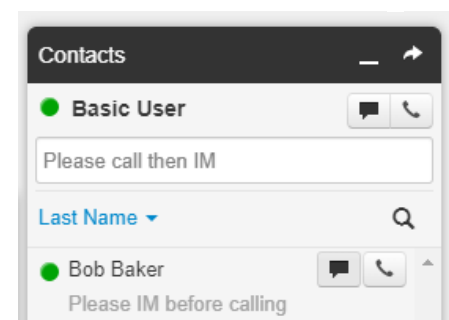 Contacts
Basic User
Please call then IM
Last Name
Bob Baker
Please IM before calling